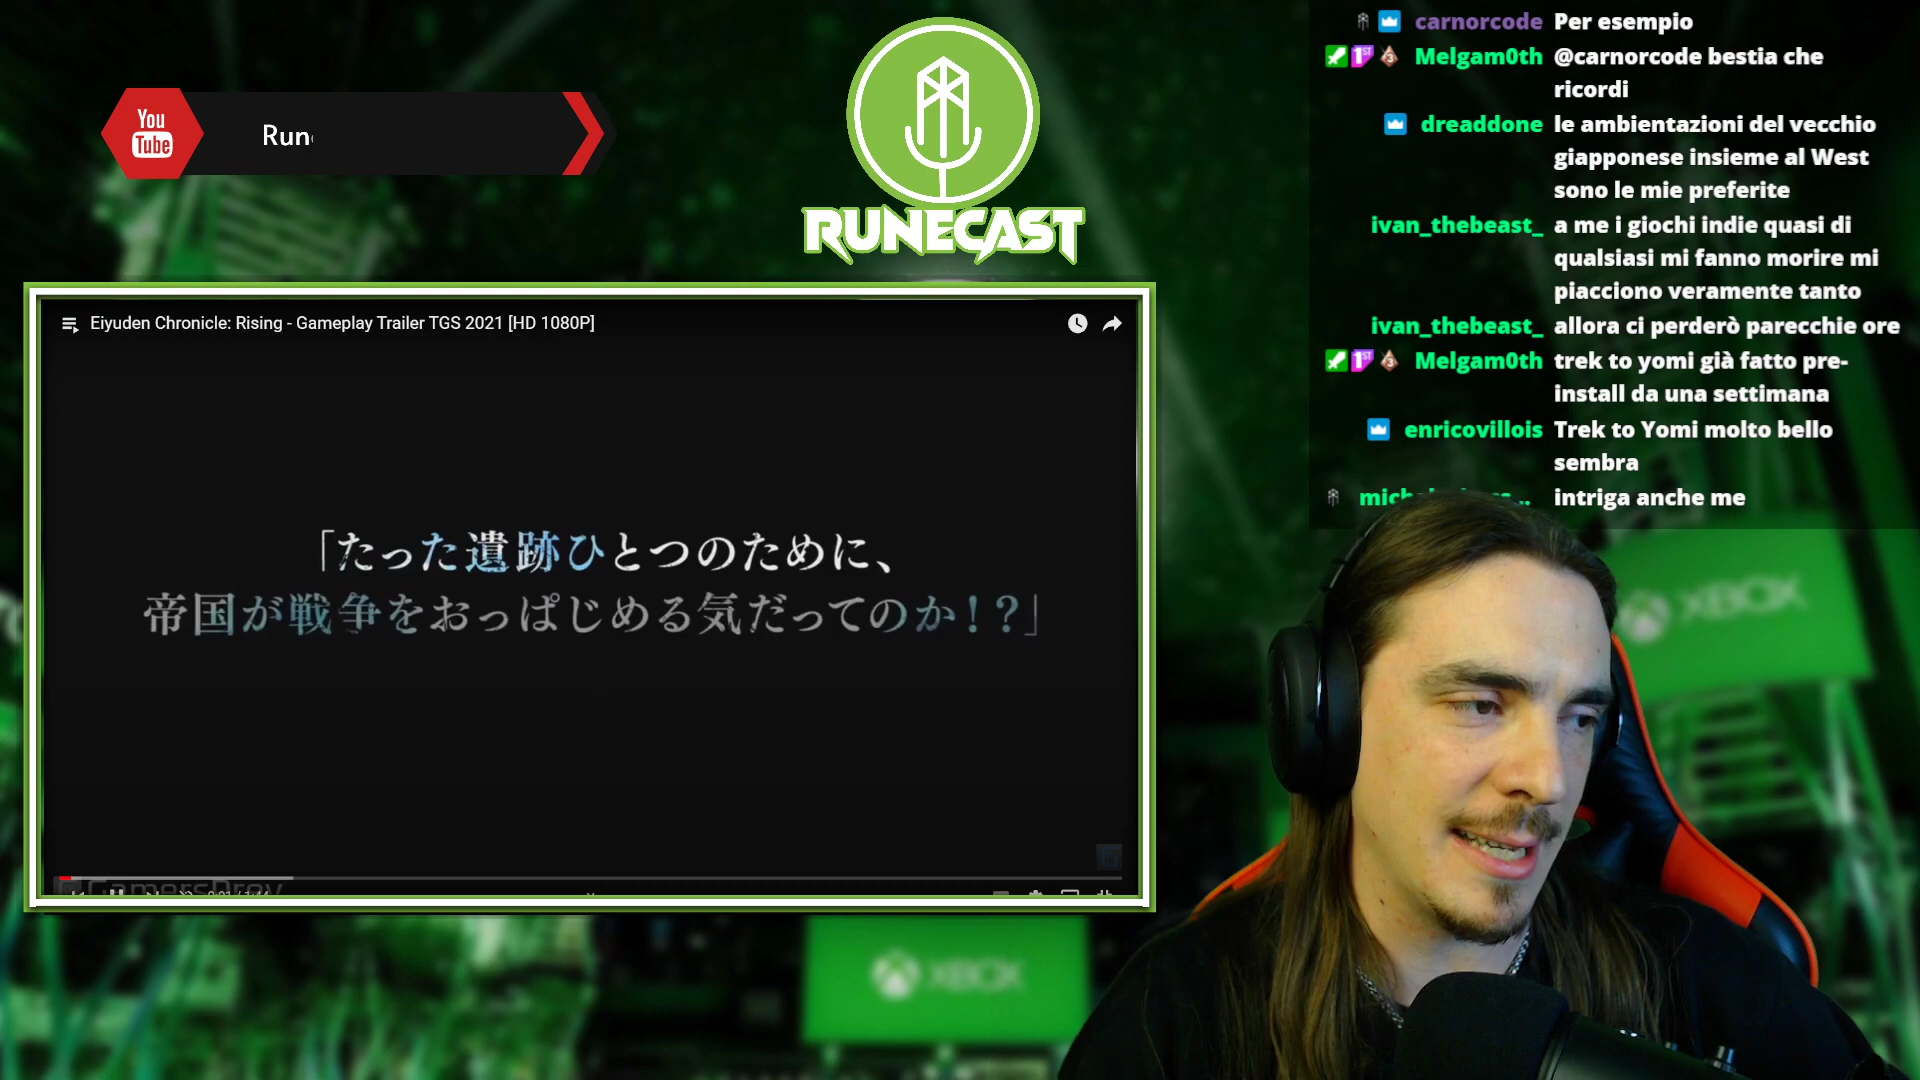 You
Tube
Run
RUNECAST
Eiyuden Chronicle: Rising - Gameplay Trailer TGS 2021 [HD 1080P]
「たった遺跡ひとつのために、
帝国が戦争をおっぱじめる気だってのか！？」
carnorcode Per esempio
Melgam0th @carnorcode bestia che
ricordi
dreaddone le ambientazioni del vecchio
giapponese insieme al West
sono le mie preferite
ivan_thebeast_ a me i giochi indie quasi di
qualsiasi mi fanno morire mi
piacciono veramente tanto
ivan_thebeast_ allora ci perderò parecchie ore
Melgam0th trek to yomi già fatto pre-
install da una settimana
enricovillois Trek to Yomi molto bello
sembra
intriga anche me
XBOX
XBOX